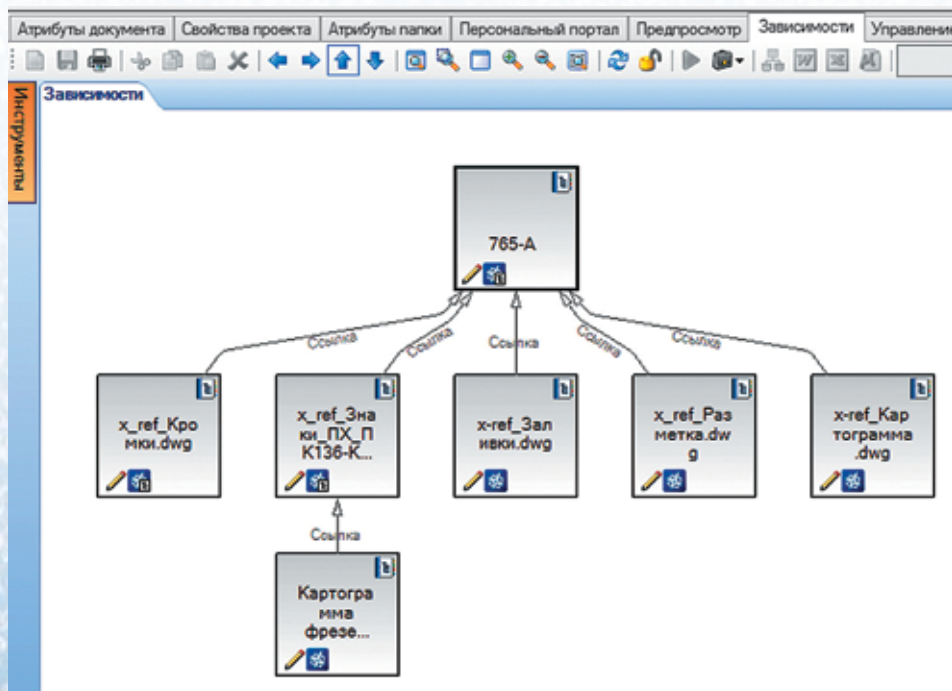 Атрибуты документа Свойства проекта Атрибуты папки Персональный портал Предпросмотр Зависимости Управление
Инструменты
Зависимости
765-А
Ссылка Ссылка Ссылка Ссылка Ссылка
x_ref_Кро
мки.dwg
x_ref_Зна
ки_ПХ_П
К136-К...
x-ref_Зал
ивки.dwg
x_ref_Раз
метка.dw
g
x-ref_Кар
тограмма
.dwg
Ссылка
Картогра
мма
фрезе...